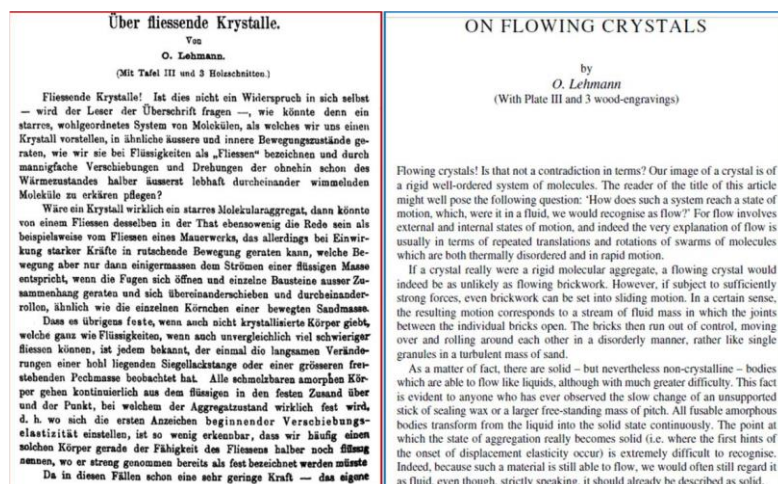 Über fliessende Krystalle.
Von
O. Lehmann.
(Mit Tafel III und 3 Holzschnitten.)
Fliessende Krystalle! Ist dies nicht ein Widerspruch in sich selbst
— wird der Leser der Überschrift fragen —, wie könnte denn ein
starres, wohlgeordnetes System von Molekülen, als welches wir uns einen
Krystall vorstellen, in ähnliche äussere und innere Bewegungszustände ge-
raten, wie wir sie bei Flüssigkeiten als „Fliessen“ bezeichnen und durch
mannigfache Verschiebungen und Drehungen der ohnehin schon des
Wärmezustandes halber äusserst lebhaft durcheinander wimmelnden
Moleküle zu erklären pflegen?
Wäre ein Krystall wirklich ein starres Molekularaggregat, dann könnte
von einem Fliessen desselben in der That ebensowenig die Rede sein als
beispielsweise vom Fliessen eines Mauerwerks, das allerdings bei Einwir-
kung starker Kräfte in rutschende Bewegung geraten kann, welche Be-
wegung aber nur dann einigermassen dem Strömen einer flüssigen Masse
entspricht, wenn die Fugen sich öffnen und einzelne Bausteine ausser Zu-
sammenhang geraten und sich übereinanderschieben und durcheinander-
rollen, ähnlich wie die einzelnen Körnchen einer bewegten Sandmasse.
Dass es übrigens feste, wenn auch nicht krystallisierte Körper giebt,
welche ganz wie Flüssigkeiten, wenn auch unvergleichlich viel schwieriger
fliessen können, ist jedem bekannt, der einmal die langsamen Verände-
rungen einer hohl liegenden Siegellackstange oder einer grösseren frei-
stehenden Pechmasse beobachtet hat. Alle schmelzbaren amorphen Kör-
per gehen kontinuierlich aus dem flüssigen in den festen Zusand über
und der Punkt, bei welchem der Aggregatzustand wirklich fest wird,
d. h. wo sich die ersten Anzeichen beginnender Verschiebungs-
elastizität einstellen, ist so wenig erkennbar, dass wir häufig einen
solchen Körper gerade der Fähigkeit des Fliessens halber noch flüssig
nennen, wo er streng genommen bereits als fest bezeichnet werden müsste
Da in diesen Fällen schon eine sehr geringe Kraft — das eigene
ON FLOWING CRYSTALS
by
O. Lehmann
(With Plate III and 3 wood-engravings)
Flowing crystals! Is that not a contradiction in terms? Our image of a crystal is of
a rigid well-ordered system of molecules. The reader of the title of this article
might well pose the following question: ‘How does such a system reach a state of
motion, which, were it in a fluid, we would recognise as flow?’ For flow involves
external and internal states of motion, and indeed the very explanation of flow is
usually in terms of repeated translations and rotations of swarms of molecules
which are both thermally disordered and in rapid motion.
If a crystal really were a rigid molecular aggregate, a flowing crystal would
indeed be as unlikely as flowing brickwork. However, if subject to sufficiently
strong forces, even brickwork can be set into sliding motion. In a certain sense,
the resulting motion corresponds to a stream of fluid mass in which the joints
between the individual bricks open. The bricks then run out of control, moving
over and rolling around each other in a disorderly manner, rather like single
granules in a turbulent mass of sand.
As a matter of fact, there are solid – but nevertheless non-crystalline – bodies
which are able to flow like liquids, although with much greater difficulty. This fact
is evident to anyone who has ever observed the slow change of an unsupported
stick of sealing wax or a larger free-standing mass of pitch. All fusable amorphous
bodies transform from the liquid into the solid state continuously. The point at
which the state of aggregation really becomes solid (i.e. where the first hints of
the onset of displacement elasticity occur) is extremely difficult to recognise.
Indeed, because such a material is still able to flow, we would often still regard it
as fluid, even though, strictly speaking, it should already be described as solid.